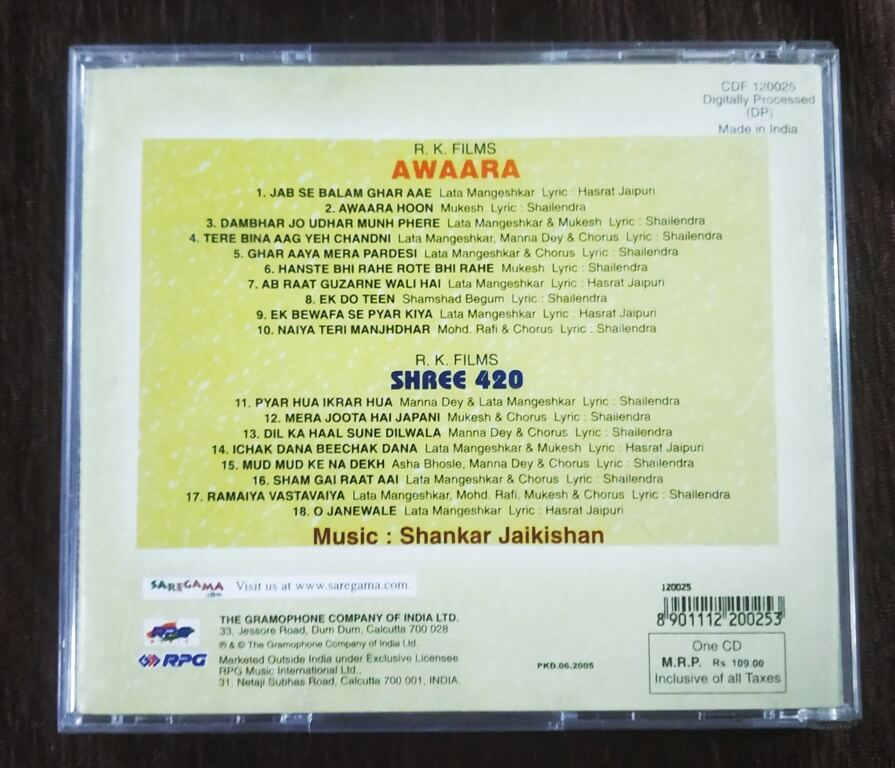 CDF 120025
Digitally Processed
(DP)
Made in India
R. K. FILMS
AWAARA
1. JAB SE BALAM GHAR AAE Lata Mangeshkar Lyric : Hasrat Jaipuri
2. AWAARA HOON Mukesh Lyric : Shailendra
3. DAMBHAR JO UDHAR MUNH PHERE Lata Mangeshkar & Mukesh Lyric : Shailendra
4. TERE BINA AAG YEH CHANDNI Lata Mangeshkar, Manna Dey & Chorus Lyric : Shailendra
5. GHAR AAYA MERA PARDESI Lata Mangeshkar & Chorus Lyric : Shailendra
6. HANSTE BHI RAHE ROTE BHI RAHE Mukesh Lyric : Shailendra
7. AB RAAT GUZARNE WALI HAI Lata Mangeshkar Lyric : Hasrat Jaipuri
8. EK DO TEEN Shamshad Begum Lyric : Shailendra
9. EK BEWAFA SE PYAR KIYA Lata Mangeshkar Lyric : Hasrat Jaipuri
10. NAIYA TERI MANJHDHAR Mohd. Rafi & Chorus Lyric : Shailendra
R. K. FILMS
SHREE 420
11. PYAR HUA IKRAR HUA Manna Dey & Lata Mangeshkar Lyric : Shailendra
12. MERA JOOTA HAI JAPANI Mukesh & Chorus Lyric : Shailendra
13. DIL KA HAAL SUNE DILWALA Manna Dey & Chorus Lyric : Shailendra
14. ICHAK DANA BEECHAK DANA Lata Mangeshkar & Mukesh Lyric : Hasrat Jaipuri
15. MUD MUD KE NA DEKH Asha Bhosle, Manna Dey & Chorus Lyric : Shailendra
16. SHAM GAI RAAT AAI Lata Mangeshkar & Chorus Lyric : Shailendra
17. RAMAIYA VASTAVAIYA Lata Mangeshkar, Mohd. Rafi, Mukesh & Chorus Lyric : Shailendra
18. O JANEWALE Lata Mangeshkar Lyric : Hasrat Jaipuri
Music : Shankar Jaikishan
SAREGAMA .COM Visit us at www.saregama.com.
THE GRAMOPHONE COMPANY OF INDIA LTD.
33, Jessore Road, Dum Dum, Calcutta 700 028
℗ & © The Gramophone Company of India Ltd.
RPG
Marketed Outside India under Exclusive Licensee
RPG Music International Ltd.,
31, Netaji Subhas Road, Calcutta 700 001, INDIA.
PKD.06.2005
120025
8 901112 200253
One CD
M.R.P. Rs 109.00
Inclusive of all Taxes